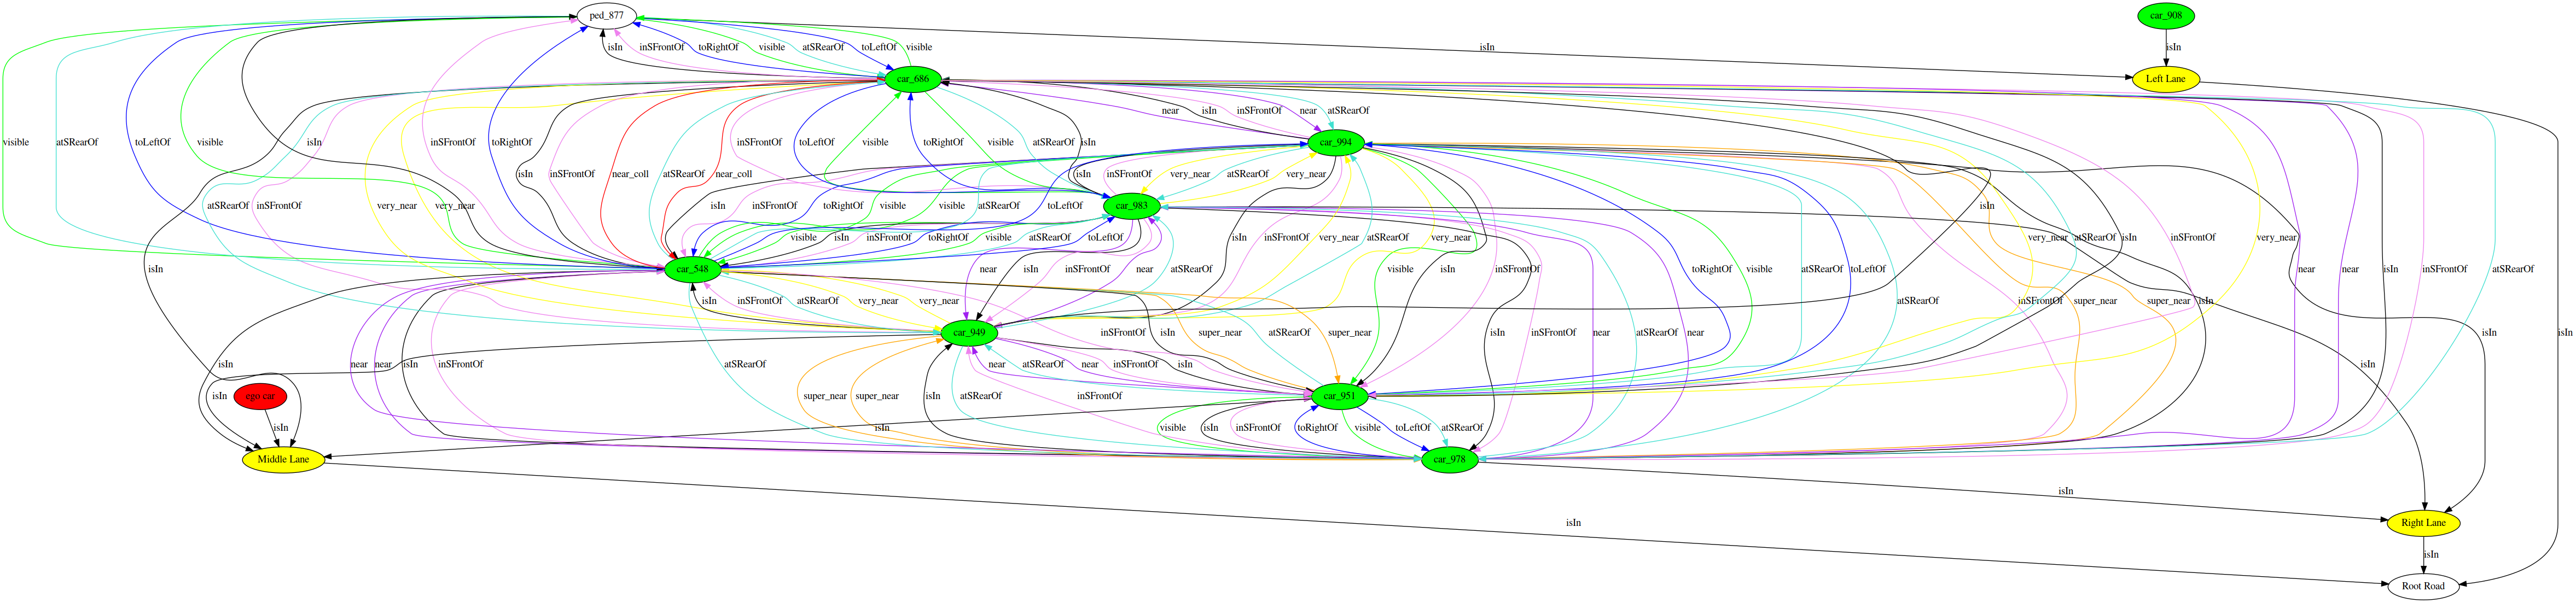 ped_877 car_908
isIn inSFrontOf toRightOf visible atSRearOf toLeftOf visible isIn isIn
car_686 Left Lane
near isIn inSFrontOf near atSRearOf
visible atSRearOf isIn toLeftOf visible inSFrontOf toRightOf inSFrontOf toLeftOf visible toRightOf visible atSRearOf isIn car_994
isIn inSFrontOf near_coll atSRearOf near_coll isIn inSFrontOf very_near atSRearOf very_near
atSRearOf inSFrontOf very_near very_near isIn inSFrontOf toRightOf visible visible atSRearOf toLeftOf car_983 isIn
visible isIn inSFrontOf toRightOf visible atSRearOf toLeftOf isIn inSFrontOf very_near atSRearOf very_near very_near atSRearOf isIn inSFrontOf very_near
isIn car_548 near isIn inSFrontOf near atSRearOf visible isIn inSFrontOf toRightOf visible atSRearOf toLeftOf near near isIn inSFrontOf atSRearOf
isIn inSFrontOf atSRearOf very_near very_near atSRearOf inSFrontOf super_near super_near isIn
car_949 inSFrontOf isIn super_near atSRearOf super_near isIn inSFrontOf near atSRearOf near isIn isIn
isIn near near isIn inSFrontOf atSRearOf near atSRearOf near inSFrontOf isIn isIn
isIn ego car super_near super_near isIn atSRearOf inSFrontOf car_951
isIn isIn visible isIn inSFrontOf toRightOf visible toLeftOf atSRearOf
Middle Lane car_978
isIn
isIn Right Lane
isIn
Root Road